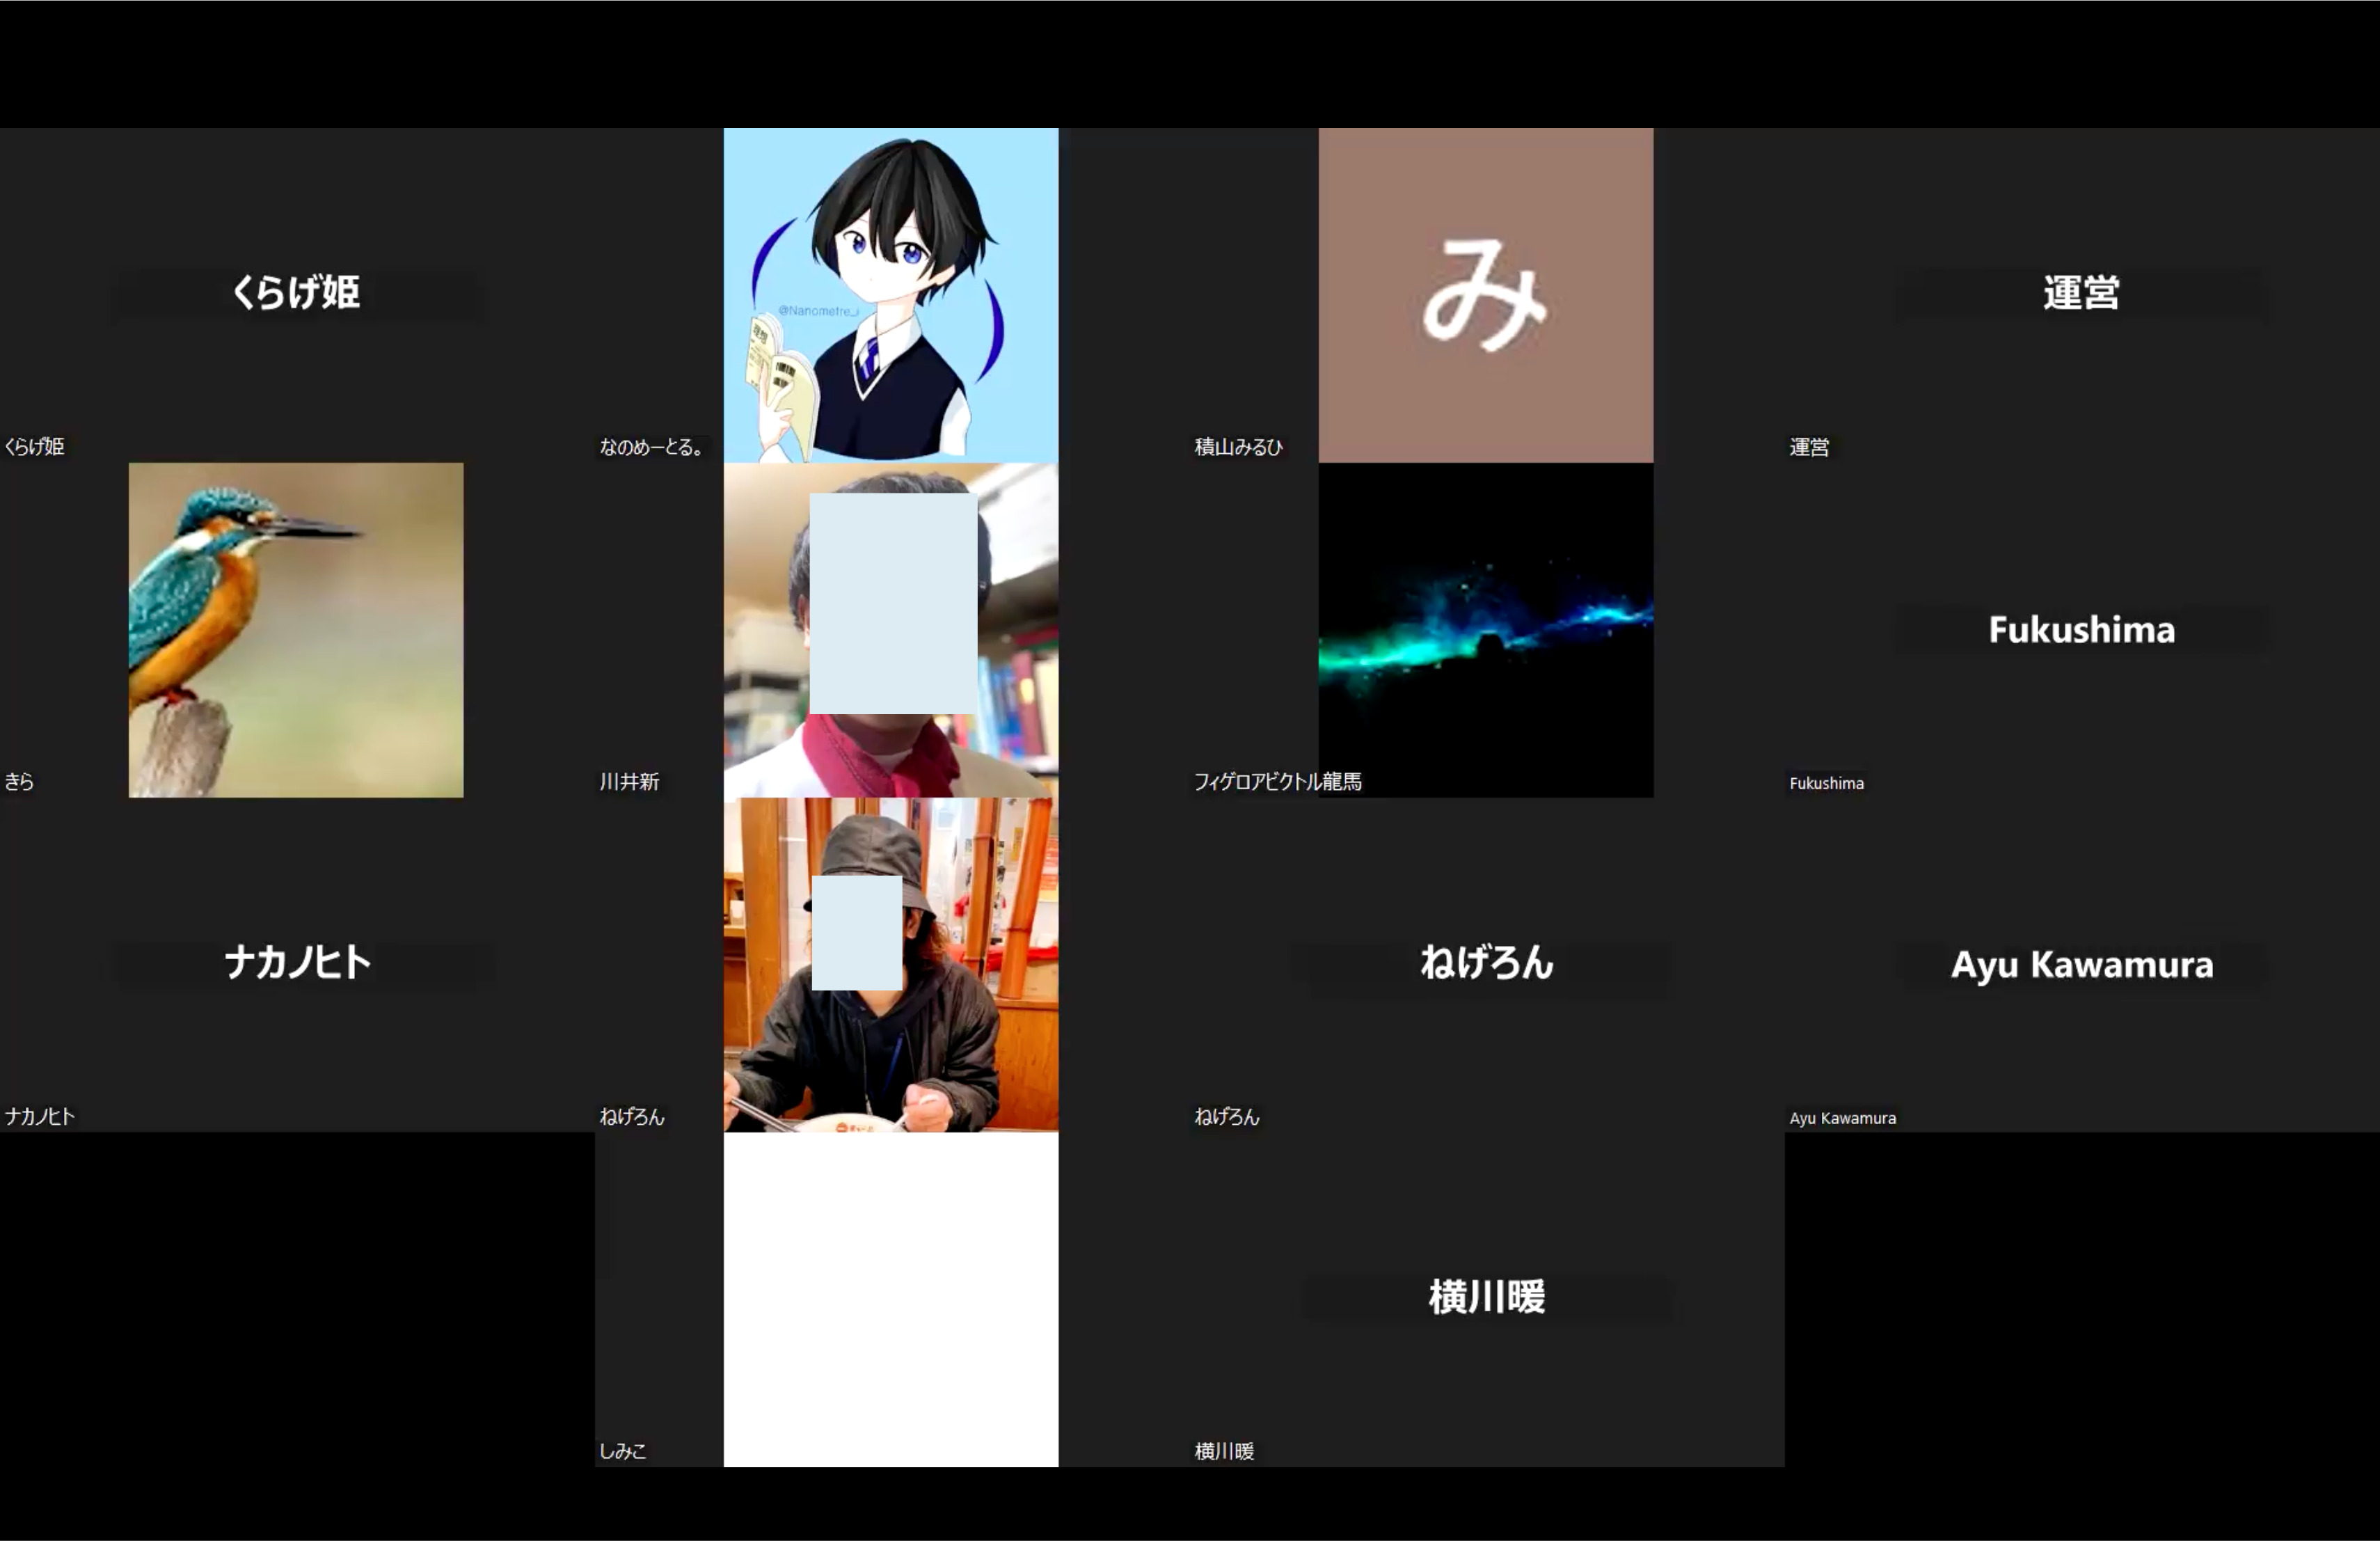 くらげ姫
@Nanometre_i
理想
み
運営
くらげ姫
なのめーとる。
積山みるひ
運営
Fukushima
きら
川井新
フィゲロアビクトル龍馬
Fukushima
ナカノヒト
ねげろん
Ayu Kawamura
ナカノヒト
ねげろん
ねげろん
Ayu Kawamura
横川暖
しみこ
横川暖